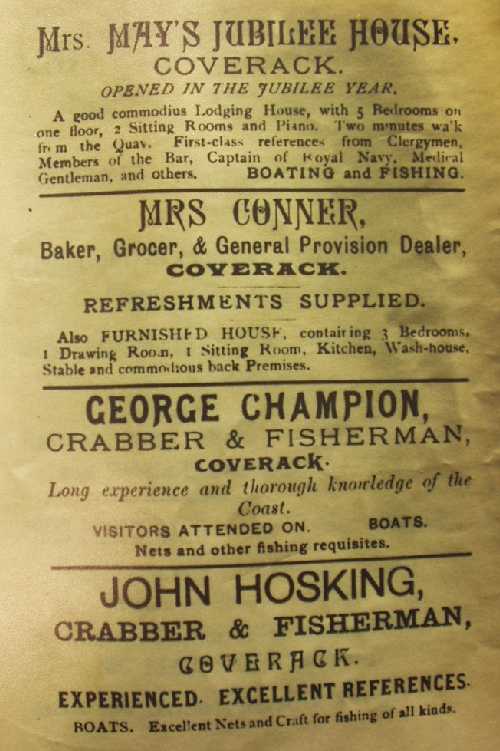 Mrs. MAY'S JUBILEE HOUSE,
COVERACK.
OPENED IN THE JUBILEE YEAR.
A good commodius Lodging House, with 5 Bedrooms on
one floor, 2 Sitting Rooms and Piano. Two minutes walk
from the Quay. First-class references from Clergymen,
Members of the Bar, Captain of Royal Navy, Medical
Gentleman, and others. BOATING and FISHING.
MRS CONNER,
Baker, Grocer, & General Provision Dealer,
COVERACK.
REFRESHMENTS SUPPLIED.
Also FURNISHED HOUSE, containing 3 Bedrooms,
1 Drawing Room, 1 Sitting Room, Kitchen, Wash-house,
Stable and commodious back Premises.
GEORGE CHAMPION,
CRABBER & FISHERMAN,
COVERACK.
Long experience and thorough knowledge of the
Coast.
VISITORS ATTENDED ON. BOATS.
Nets and other fishing requisites.
JOHN HOSKING,
CRABBER & FISHERMAN,
COVERACK.
EXPERIENCED. EXCELLENT REFERENCES.
BOATS. Excellent Nets and Craft for fishing of all kinds.